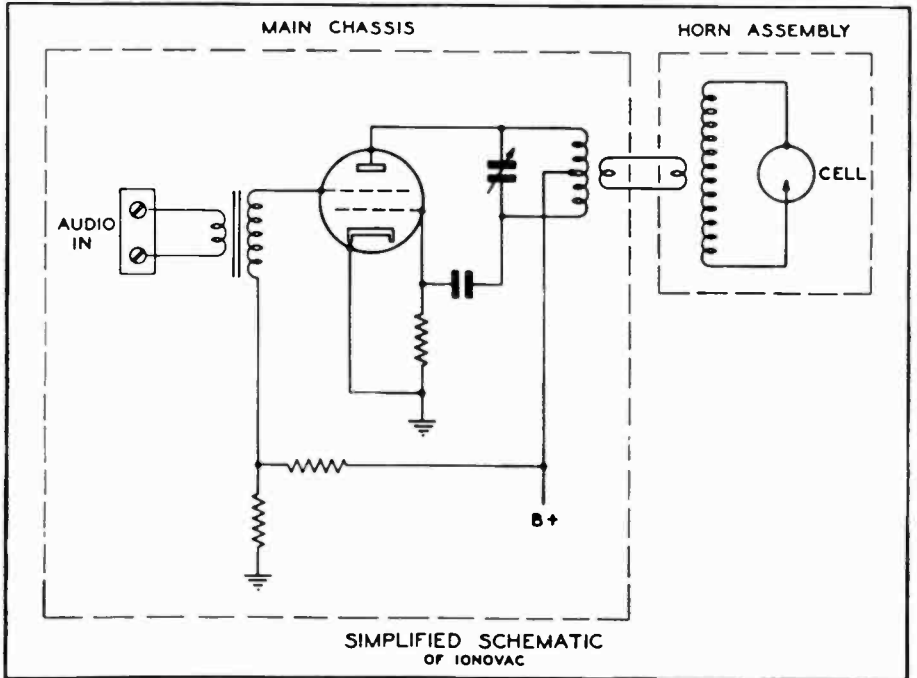 MAIN CHASSIS
HORN ASSEMBLY
AUDIO
IN
CELL
B+
SIMPLIFIED SCHEMATIC
OF IONOVAC